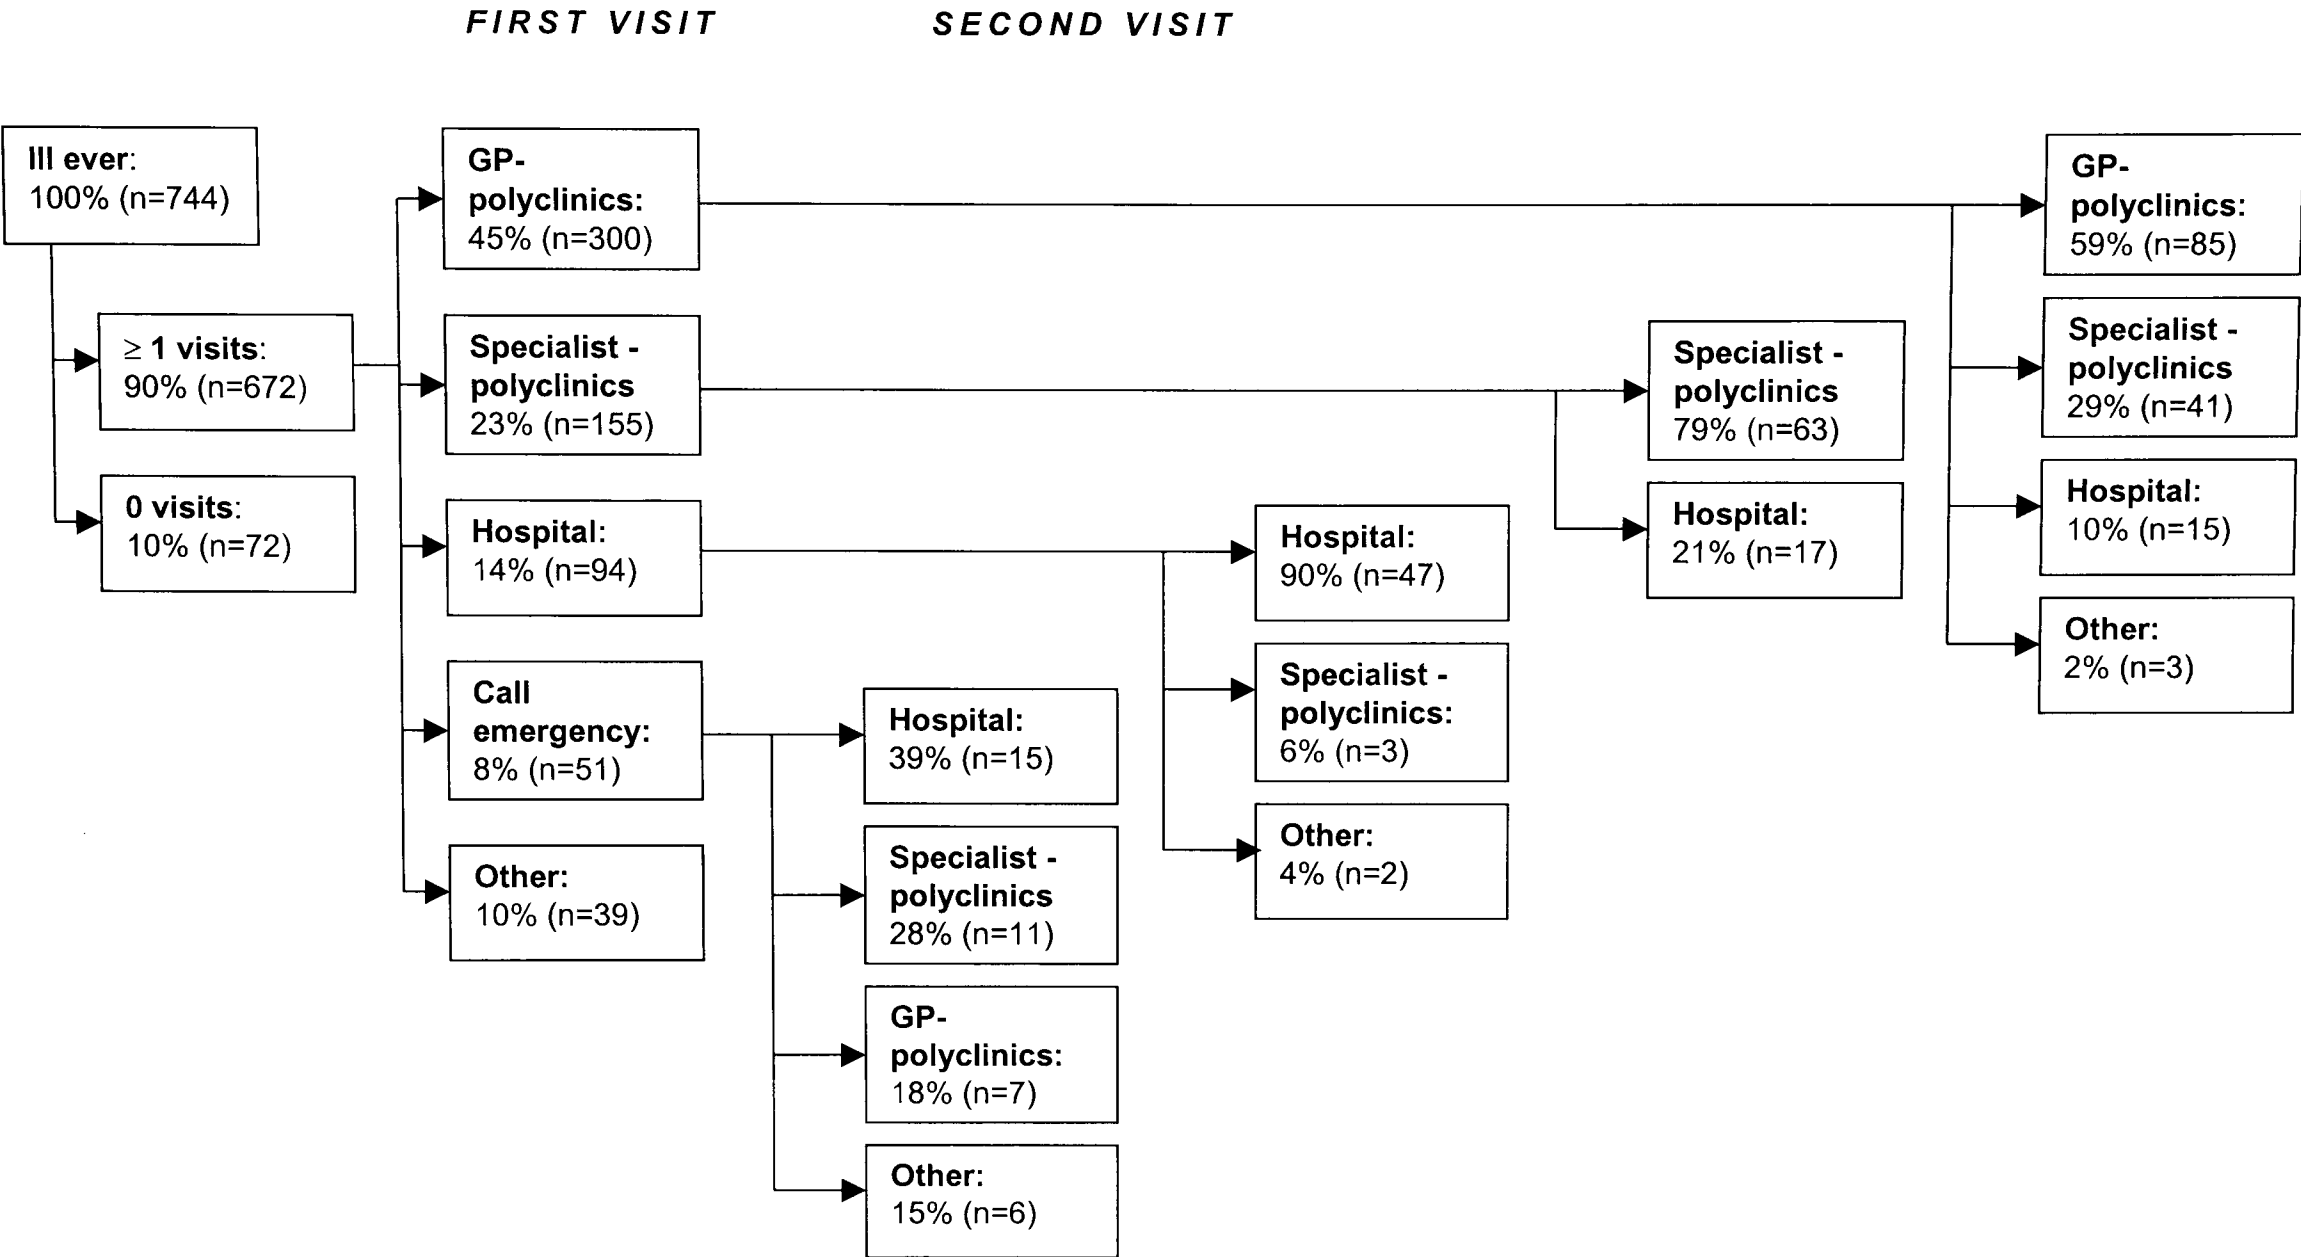 FIRST VISIT
SECOND VISIT
Ill ever:
100% (n=744)
≥ 1 visits:
90% (n=672)
0 visits:
10% (n=72)
GP-
polyclinics:
45% (n=300)
Specialist -
polyclinics
23% (n=155)
Hospital:
14% (n=94)
Call
emergency:
8% (n=51)
Other:
10% (n=39)
Hospital:
39% (n=15)
Specialist -
polyclinics
28% (n=11)
GP-
polyclinics:
18% (n=7)
Other:
15% (n=6)
Hospital:
90% (n=47)
Specialist -
polyclinics:
6% (n=3)
Other:
4% (n=2)
Specialist -
polyclinics
79% (n=63)
Hospital:
21% (n=17)
GP-
polyclinics:
59% (n=85)
Specialist -
polyclinics
29% (n=41)
Hospital:
10% (n=15)
Other:
2% (n=3)